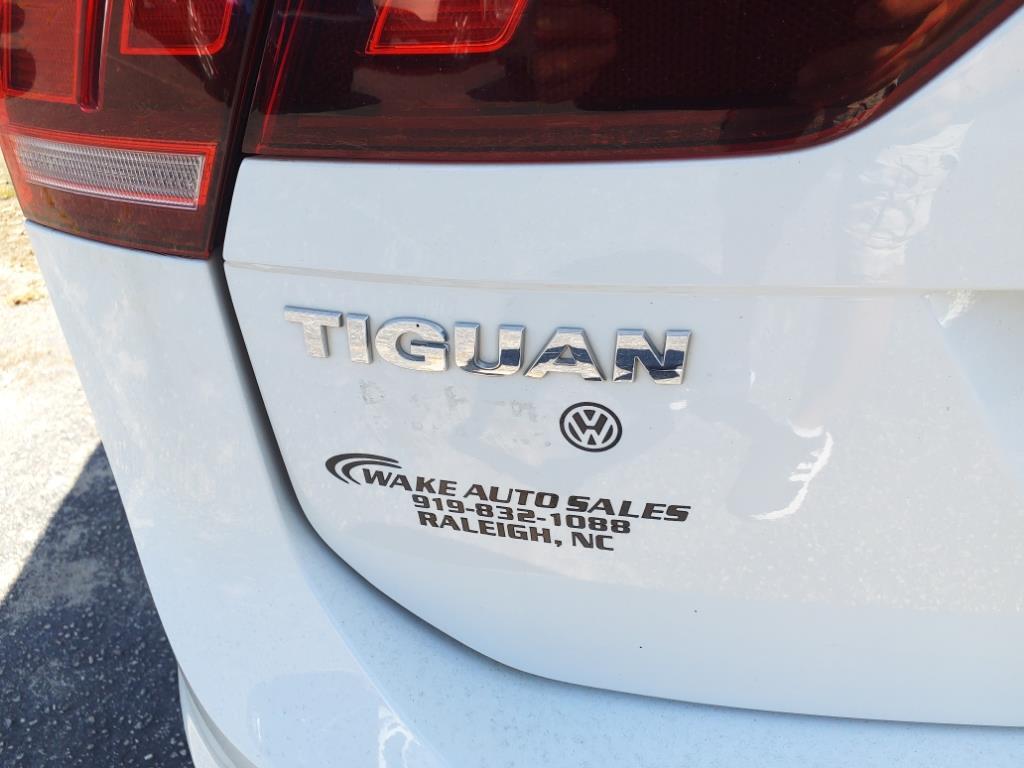 TIGUAN
WAKE AUTO SALES
919-832-1088
RALEIGH, NC